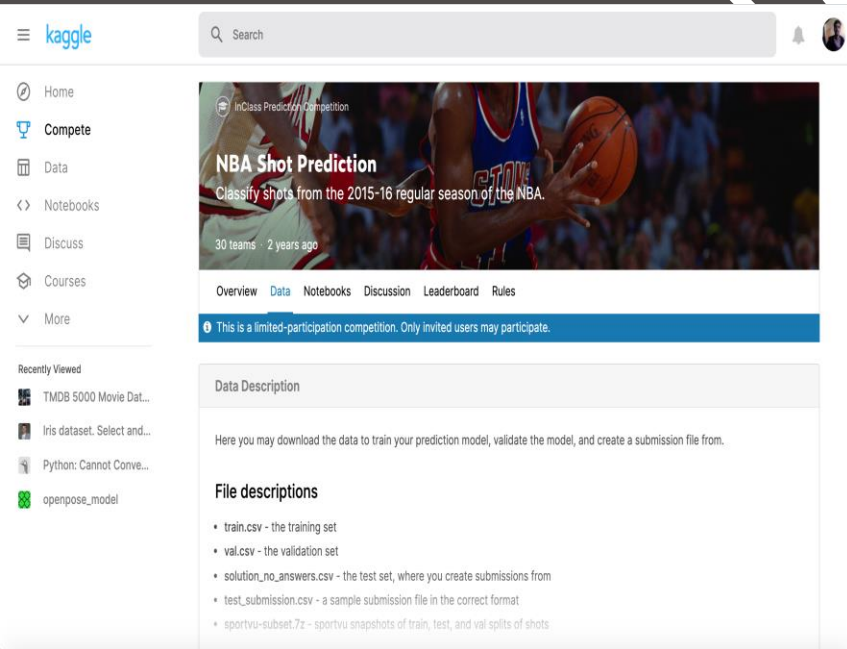 kaggle
Search
Home
Compete
Data
Notebooks
Discuss
Courses
More
Recently Viewed
TMDB 5000 Movie Dat...
Iris dataset. Select and...
Python: Cannot Conve...
openpose_model
InClass Prediction Competition
NBA Shot Prediction
Classify shots from the 2015-16 regular season of the NBA.
30 teams · 2 years ago
Overview Data Notebooks Discussion Leaderboard Rules
This is a limited-participation competition. Only invited users may participate.
Data Description
Here you may download the data to train your prediction model, validate the model, and create a submission file from.
File descriptions
• train.csv - the training set
• val.csv - the validation set
• solution_no_answers.csv - the test set, where you create submissions from
• test_submission.csv - a sample submission file in the correct format
• sportvu-subset.7z - sportvu snapshots of train, test, and val splits of shots